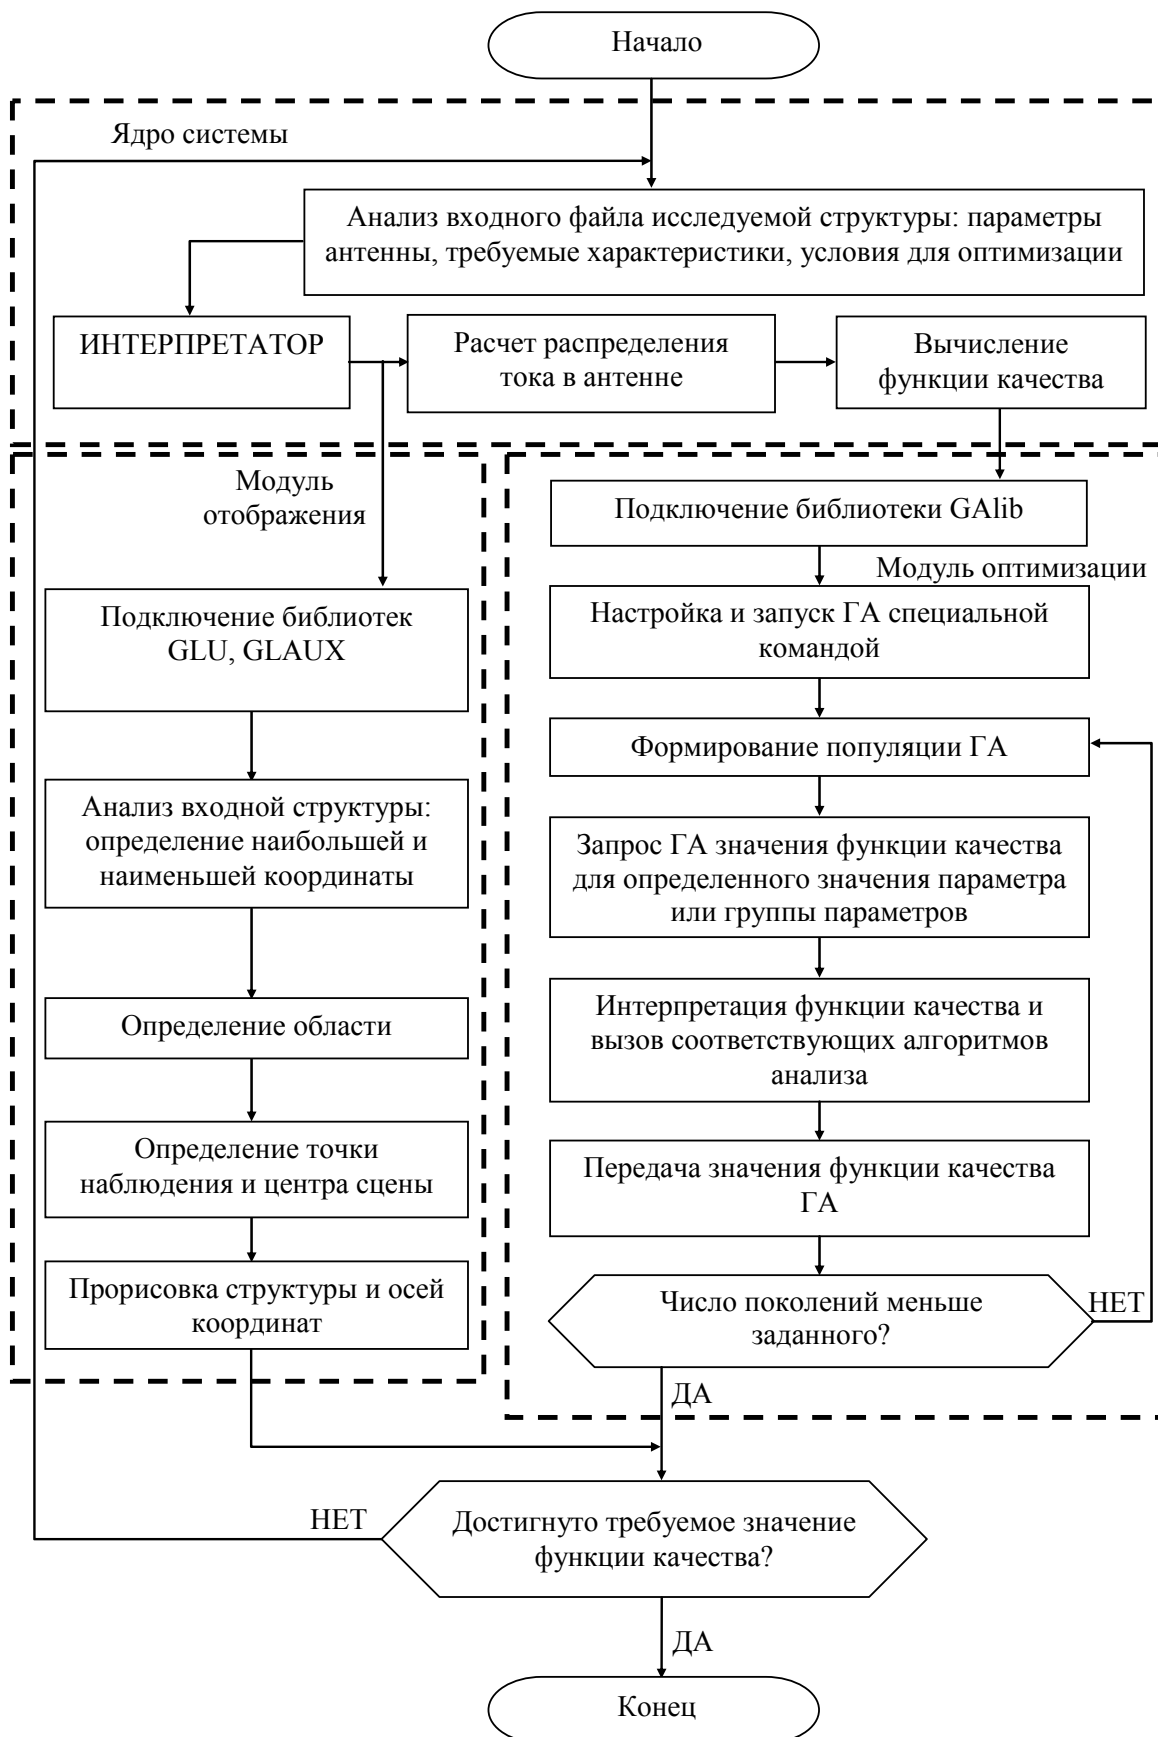 Начало
Ядро системы
Анализ входного файла исследуемой структуры: параметры
антенны, требуемые характеристики, условия для оптимизации
ИНТЕРПРЕТАТОР
Расчет распределения
тока в антенне
Вычисление
функции качества
Модуль
отображения
Подключение библиотек
GLU, GLAUX
Анализ входной структуры:
определение наибольшей и
наименьшей координаты
Определение области
Определение точки
наблюдения и центра сцены
Прорисовка структуры и осей
координат
Подключение библиотеки GAlib
Модуль оптимизации
Настройка и запуск ГА специальной
командой
Формирование популяции ГА
Запрос ГА значения функции качества
для определенного значения параметра
или группы параметров
Интерпретация функции качества и
вызов соответствующих алгоритмов
анализа
Передача значения функции качества
ГА
Число поколений меньше
заданного?
НЕТ
ДА
НЕТ
Достигнуто требуемое значение
функции качества?
ДА
Конец